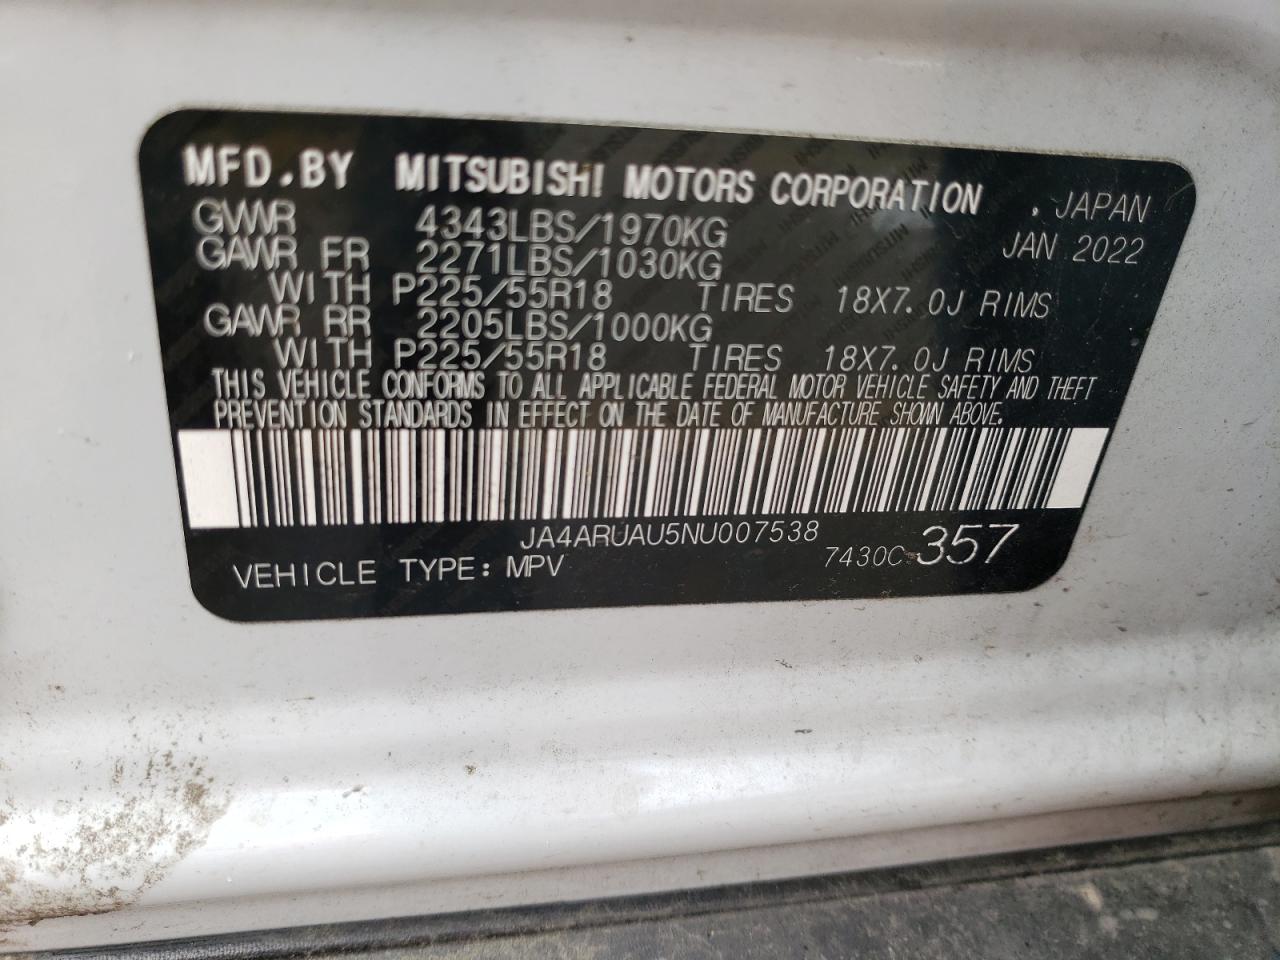 MFD.BY MITSUBISHI MOTORS CORPORATION , JAPAN
GVWR 4343LBS/1970KG JAN 2022
GAWR FR 2271LBS/1030KG
WITH P225/55R18 TIRES 18X7.0J RIMS
GAWR RR 2205LBS/1000KG
WITH P225/55R18 TIRES 18X7.0J RIMS
THIS VEHICLE CONFORMS TO ALL APPLICABLE FEDERAL MOTOR VEHICLE SAFETY AND THEFT
PREVENTION STANDARDS IN EFFECT ON THE DATE OF MANUFACTURE SHOWN ABOVE.
JA4ARUAU5NU007538
VEHICLE TYPE: MPV 7430C 357